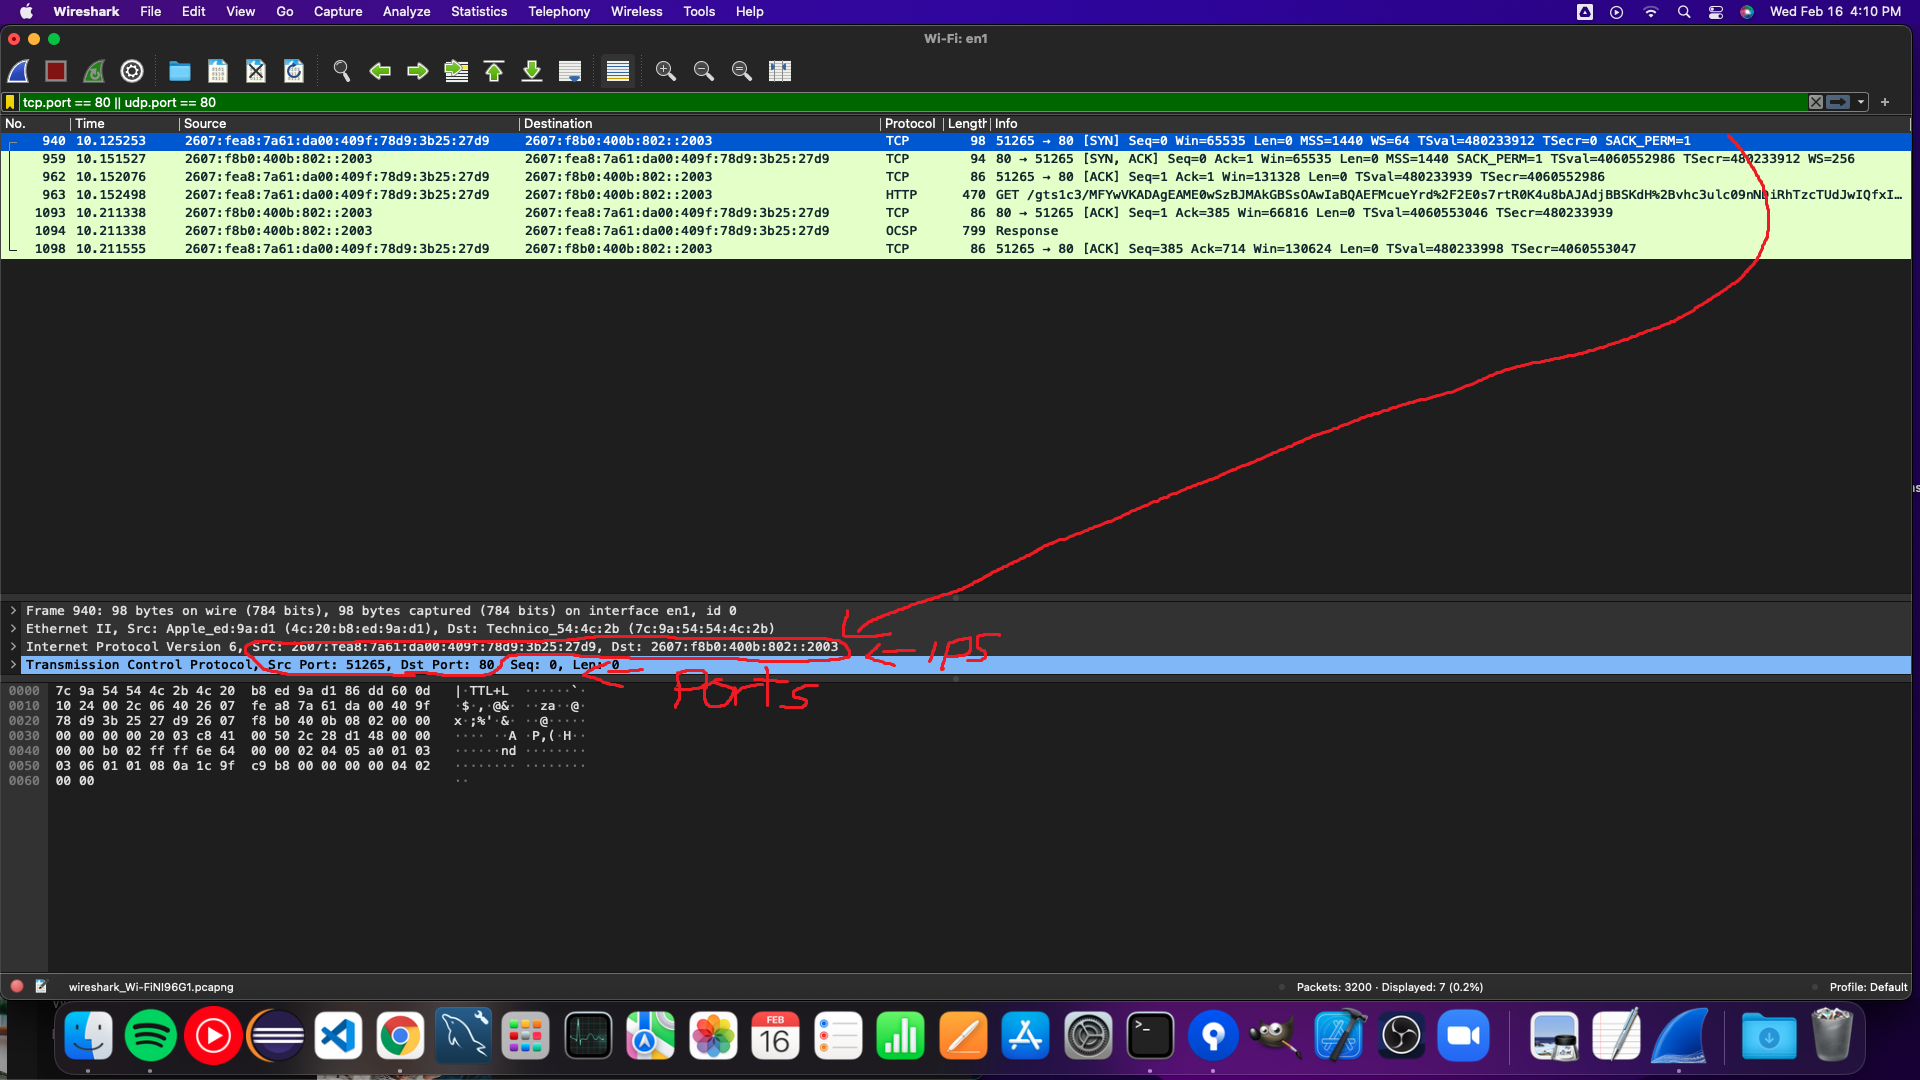 Wireshark File Edit View Go Capture Analyze Statistics Telephony Wireless Tools Help Wed Feb 16 4:10 PM
Wi-Fi: en1
tcp.port == 80 || udp.port == 80
No. Time Source Destination Protocol Length Info
940 10.125253 2607:fea8:7a61:da00:409f:78d9:3b25:27d9 2607:f8b0:400b:802::2003 TCP 98 51265 → 80 [SYN] Seq=0 Win=65535 Len=0 MSS=1440 WS=64 TSval=480233912 TSecr=0 SACK_PERM=1
959 10.151527 2607:f8b0:400b:802::2003 2607:fea8:7a61:da00:409f:78d9:3b25:27d9 TCP 94 80 → 51265 [SYN, ACK] Seq=0 Ack=1 Win=65535 Len=0 MSS=1440 SACK_PERM=1 TSval=4060552986 TSecr=480233912 WS=256
962 10.152076 2607:fea8:7a61:da00:409f:78d9:3b25:27d9 2607:f8b0:400b:802::2003 TCP 86 51265 → 80 [ACK] Seq=1 Ack=1 Win=131328 Len=0 TSval=480233939 TSecr=4060552986
963 10.152498 2607:fea8:7a61:da00:409f:78d9:3b25:27d9 2607:f8b0:400b:802::2003 HTTP 470 GET
1093 10.211338 2607:f8b0:400b:802::2003 2607:fea8:7a61:da00:409f:78d9:3b25:27d9 TCP 86 80 → 51265 [ACK] Seq=1 Ack=385 Win=66816 Len=0 TSval=4060553046 TSecr=480233939
1094 10.211338 2607:f8b0:400b:802::2003 2607:fea8:7a61:da00:409f:78d9:3b25:27d9 OCSP 799 Response
1098 10.211555 2607:fea8:7a61:da00:409f:78d9:3b25:27d9 2607:f8b0:400b:802::2003 TCP 86 51265 → 80 [ACK] Seq=385 Ack=714 Win=130624 Len=0 TSval=480233998 TSecr=4060553047
Frame 940: 98 bytes on wire (784 bits), 98 bytes captured (784 bits) on interface en1, id 0
Ethernet II, Src: Apple_ed:9a:d1 (4c:20:b8:ed:9a:d1), Dst: Technico_54:4c:2b (7c:9a:54:54:4c:2b)
Internet Protocol Version 6, Src: 2607:fea8:7a61:da00:409f:78d9:3b25:27d9, Dst: 2607:f8b0:400b:802::2003
IPS
Transmission Control Protocol, Src Port: 51265, Dst Port: 80, Seq: 0, Len: 0
Ports
0000 7c 9a 54 54 4c 2b 4c 20 b8 ed 9a d1 86 dd 60 0d |·TTL+L ······`·
0010 10 24 00 2c 06 40 26 07 fe a8 7a 61 da 00 40 9f ·$·,·@&· ··za··@·
0020 78 d9 3b 25 27 d9 26 07 f8 b0 40 0b 08 02 00 00 x·;%'·&· ··@·····
0030 00 00 00 00 20 03 c8 41 00 50 2c 28 d1 48 00 00 ···· ··A ·P,(·H··
0040 00 00 b0 02 ff ff 6e 64 00 00 02 04 05 a0 01 03 ······nd ········
0050 03 06 01 01 08 0a 1c 9f c9 b8 00 00 00 00 04 02 ········ ········
0060 00 00 ··
wireshark_Wi-FiNI96G1.pcapng Packets: 3200 · Displayed: 7 (0.2%) Profile: Default
FEB
16